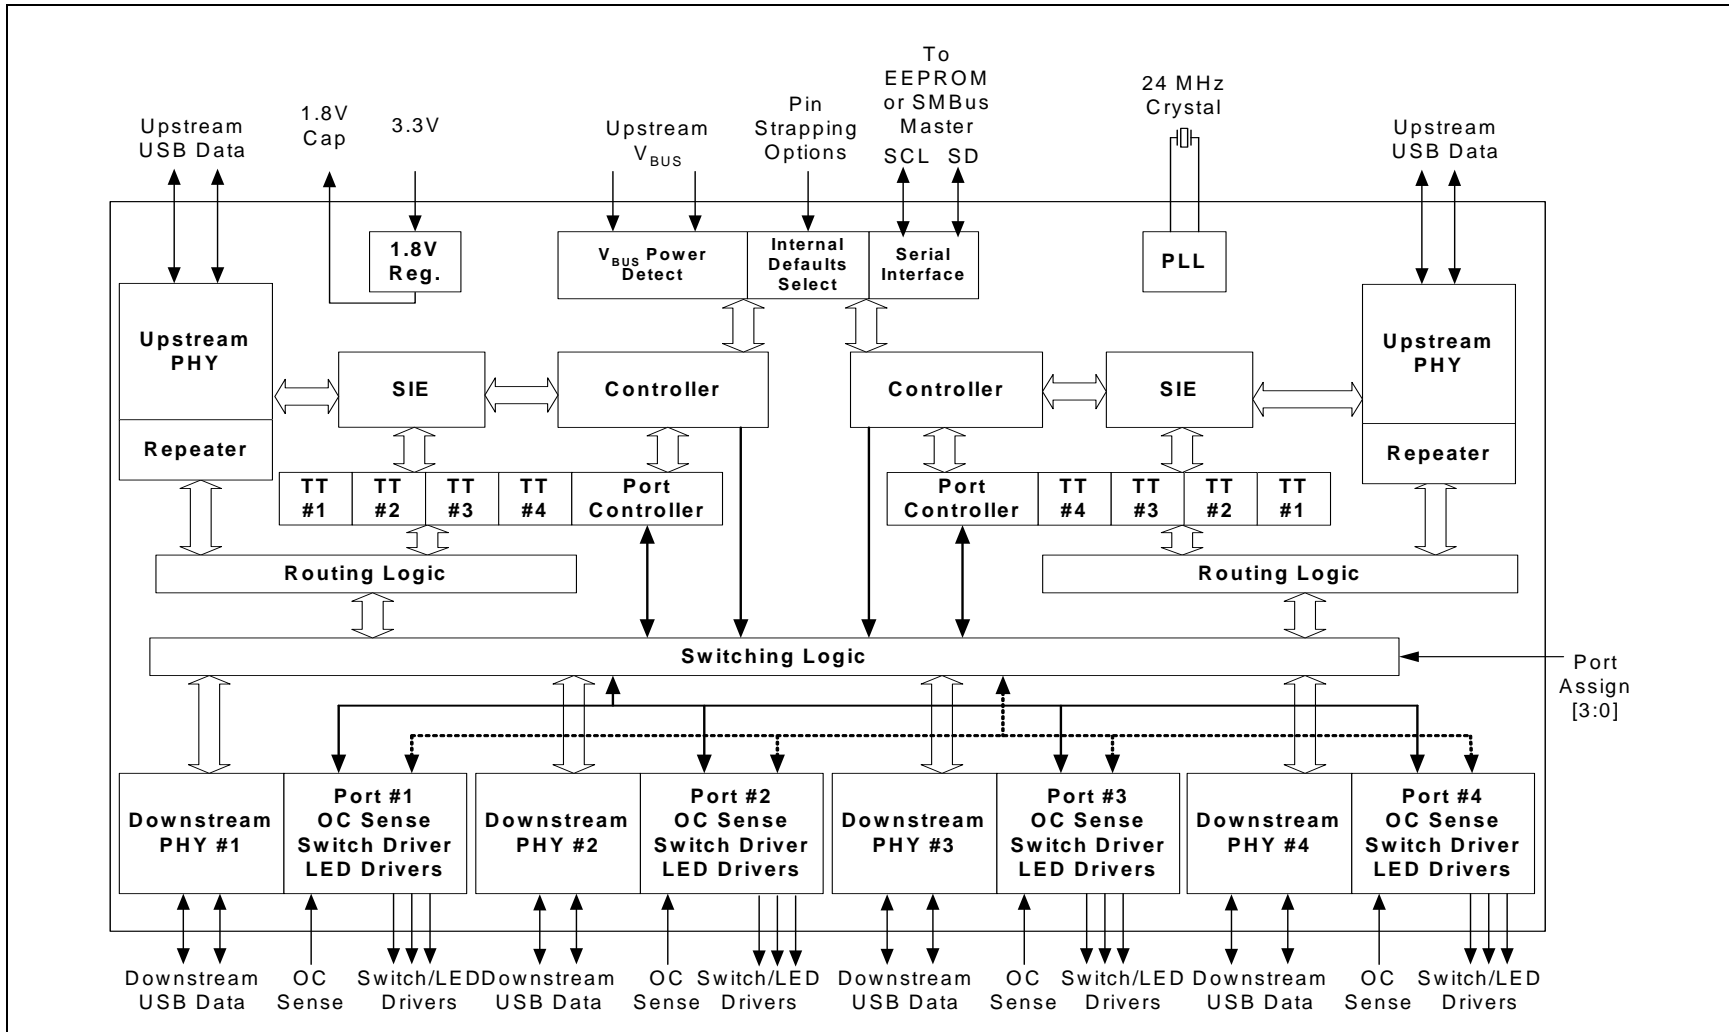 Upstream
USB Data
1.8V
Cap
3.3V
Upstream
VBUS
Pin
Strapping
Options
To
EEPROM
or SMBus
Master
SCL SD
24 MHz
Crystal
Upstream
USB Data
1.8V
Reg.
VBUS Power
Detect
Internal
Defaults
Select
Serial
Interface
PLL
Upstream
PHY
Repeater
SIE
Controller
Controller
SIE
Upstream
PHY
Repeater
TT
#1
TT
#2
TT
#3
TT
#4
Port
Controller
Port
Controller
TT
#4
TT
#3
TT
#2
TT
#1
Routing Logic
Routing Logic
Switching Logic
Port
Assign
[3:0]
Downstream
PHY #1
Port #1
OC Sense
Switch Driver
LED Drivers
Downstream
PHY #2
Port #2
OC Sense
Switch Driver
LED Drivers
Downstream
PHY #3
Port #3
OC Sense
Switch Driver
LED Drivers
Downstream
PHY #4
Port #4
OC Sense
Switch Driver
LED Drivers
Downstream
USB Data
OC
Sense
Switch/LED
Drivers
Downstream
USB Data
OC
Sense
Switch/LED
Drivers
Downstream
USB Data
OC
Sense
Switch/LED
Drivers
Downstream
USB Data
OC
Sense
Switch/LED
Drivers